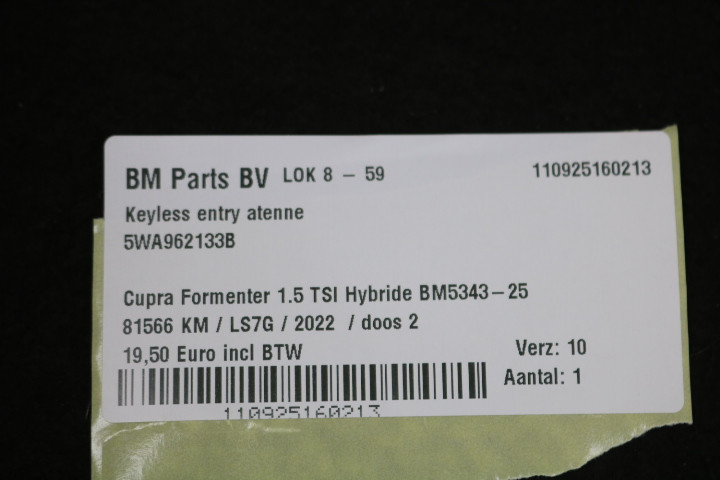 BM Parts BV LOK 8 - 59 110925160213
Keyless entry atenne
5WA962133B
Cupra Formenter 1.5 TSI Hybride BM5343-25
81566 KM / LS7G / 2022 / doos 2
19,50 Euro incl BTW Verz: 10
Aantal: 1
110925160213